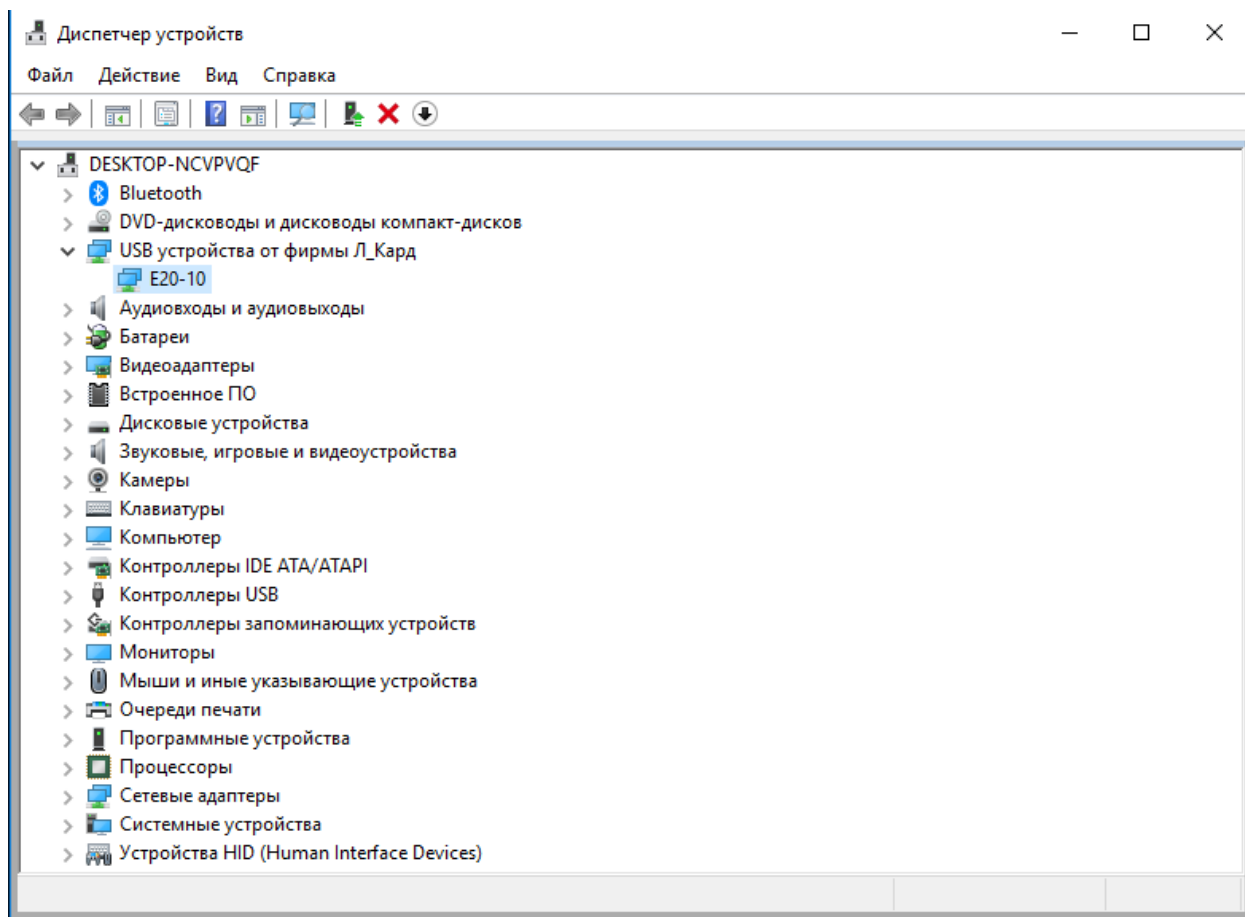 Диспетчер устройств
Файл Действие Вид Справка
DESKTOP-NCVPVQF
Bluetooth
DVD-дисководы и дисководы компакт-дисков
USB устройства от фирмы Л_Кард
E20-10
Аудиовходы и аудиовыходы
Батареи
Видеоадаптеры
Встроенное ПО
Дисковые устройства
Звуковые, игровые и видеоустройства
Камеры
Клавиатуры
Компьютер
Контроллеры IDE ATA/ATAPI
Контроллеры USB
Контроллеры запоминающих устройств
Мониторы
Мыши и иные указывающие устройства
Очереди печати
Программные устройства
Процессоры
Сетевые адаптеры
Системные устройства
Устройства HID (Human Interface Devices)